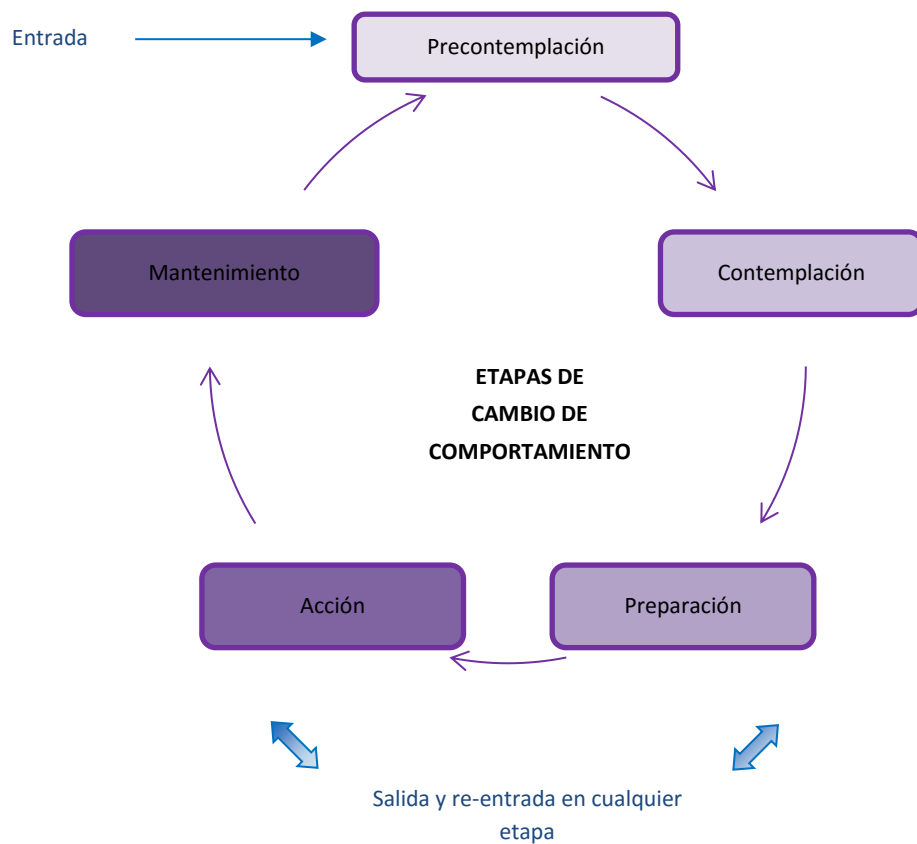 Entrada
Precontemplación
Mantenimiento
Contemplación
ETAPAS DE
CAMBIO DE
COMPORTAMIENTO
Acción
Preparación
Salida y re-entrada en cualquier
etapa